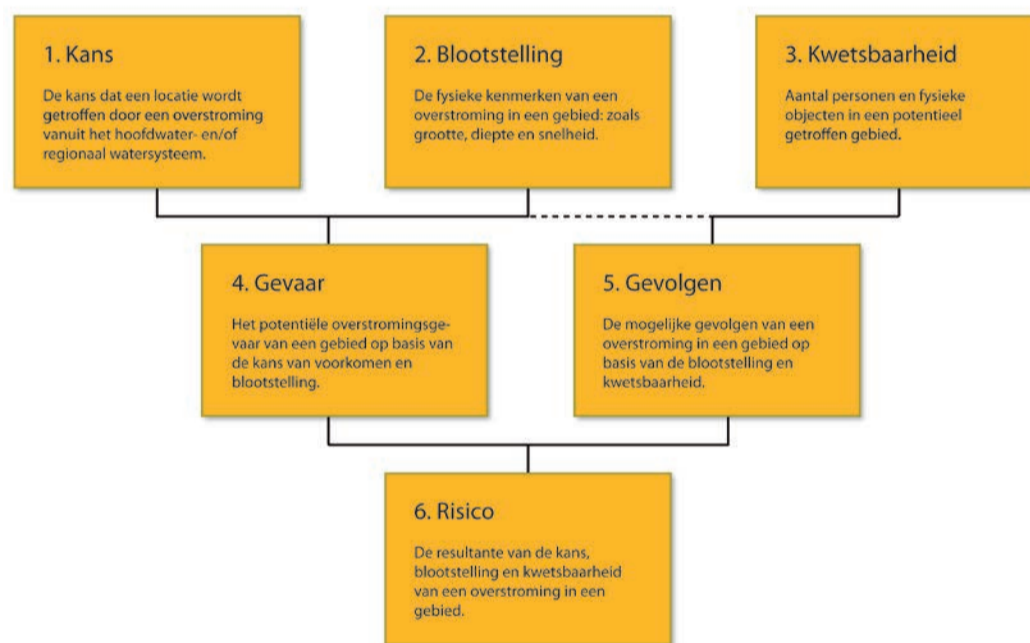 1. Kans
De kans dat een locatie wordt
getroffen door een overstroming
vanuit het hoofdwater- en/of
regionaal watersysteem.
2. Blootstelling
De fysieke kenmerken van een
overstroming in een gebied: zoals
grootte, diepte en snelheid.
3. Kwetsbaarheid
Aantal personen en fysieke
objecten in een potentieel
getroffen gebied.
4. Gevaar
Het potentiële overstromingsge-
vaar van een gebied op basis van
de kans van voorkomen en
blootstelling.
5. Gevolgen
De mogelijke gevolgen van een
overstroming in een gebied op
basis van de blootstelling en
kwetsbaarheid.
6. Risico
De resultante van de kans,
blootstelling en kwetsbaarheid
van een overstroming in een
gebied.